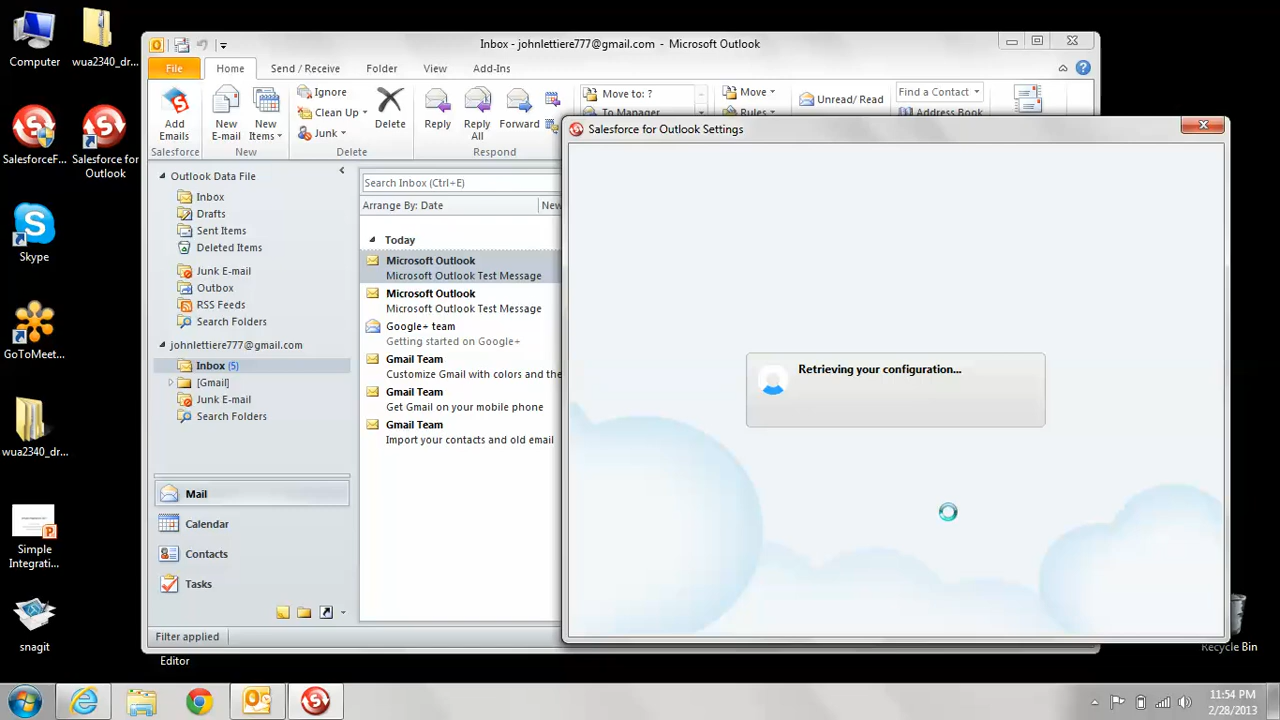 Computer
wua2340_dr...
SalesforceF...
Salesforce for
Outlook
Skype
GoToMeet...
wua2340_dr...
Simple
Integrati...
snagit
Editor
Recycle Bin
Inbox - johnlettiere777@gmail.com - Microsoft Outlook
File
Home
Send / Receive
Folder
View
Add-Ins
Add
Emails
Salesforce
New
E-mail
New
Items
New
Ignore
Clean Up
Junk
Delete
Delete
Reply
Reply
All
Forward
Respond
Move to: ?
To Manager
Move
Rules
Unread/ Read
Find a Contact
Address Book
Outlook Data File
Inbox
Drafts
Sent Items
Deleted Items
Junk E-mail
Outbox
RSS Feeds
Search Folders
johnlettiere777@gmail.com
Inbox (5)
[Gmail]
Junk E-mail
Search Folders
Mail
Calendar
Contacts
Tasks
Filter applied
Search Inbox (Ctrl+E)
Arrange By: Date
New
Today
Microsoft Outlook
Microsoft Outlook Test Message
Microsoft Outlook
Microsoft Outlook Test Message
Google+ team
Getting started on Google+
Gmail Team
Customize Gmail with colors and the
Gmail Team
Get Gmail on your mobile phone
Gmail Team
Import your contacts and old email
Salesforce for Outlook Settings
Retrieving your configuration...
11:54 PM
2/28/2013